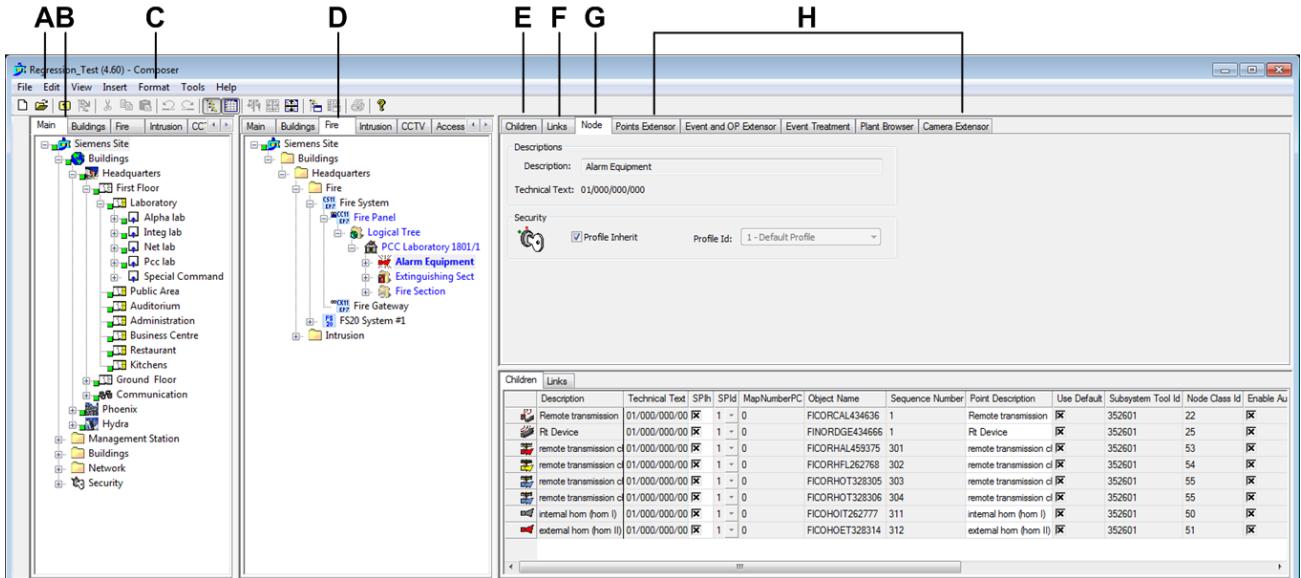 A B C D E F G H
Regression_Test (4.60) - Composer
File Edit View Insert Format Tools Help
Main Buildings Fire Intrusion
Siemens Site
Buildings
Headquarters
First Floor
Laboratory
Alpha lab
Integ lab
Net lab
Pcc lab
Special Command
Public Area
Auditorium
Administration
Business Centre
Restaurant
Kitchens
Ground Floor
Communication
Phoenix
Hydra
Management Station
Buildings
Network
Security
Main Buildings Fire Intrusion CCTV Access
Siemens Site
Buildings
Headquarters
Fire
Fire System
Fire Panel
Logical Tree
PCC Laboratory 1801/1
Alarm Equipment
Extinguishing Sect
Fire Section
Fire Gateway
FS20 System #1
Intrusion
Children Links Node Points Extensor Event and OP Extensor Event Treatment Plant Browser Camera Extensor
Descriptions
Description: Alarm Equipment
Technical Text: 01/000/000/000
Security
Profile Inherit Profile Id: 1 - Default Profile
Children Links
Description Technical Text SPIh SPId MapNumberPC Object Name Sequence Number Point Description Use Default Subsystem Tool Id Node Class Id Enable Au
Remote transmission 01/000/000/00 1 0 FICORCAL434636 1 Remote transmission 352601 22
Rt Device 01/000/000/00 1 0 FINORDGE434666 1 Rt Device 352601 25
remote transmission cl 01/000/000/00 1 0 FICORHAL459375 301 remote transmission cl 352601 53
remote transmission cl 01/000/000/00 1 0 FICORHFL262768 302 remote transmission cl 352601 54
remote transmission cl 01/000/000/00 1 0 FICORHOT328305 303 remote transmission cl 352601 55
remote transmission cl 01/000/000/00 1 0 FICORHOT328306 304 remote transmission cl 352601 55
internal horn (horn I) 01/000/000/00 1 0 FICOHOIT262777 311 internal horn (horn I) 352601 50
external horn (horn II) 01/000/000/00 1 0 FICOHOET328314 312 external horn (horn II) 352601 51